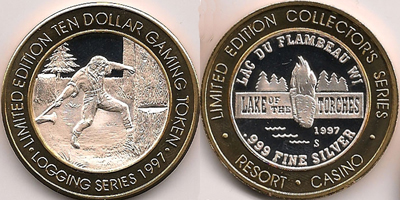 LIMITED EDITION TEN DOLLAR GAMING TOKEN
• LOGGING SERIES 1997 •
LIMITED EDITION COLLECTOR'S SERIES
LAC DU FLAMBEAU WI
LAKE OF THE TORCHES
1997
S
.999 FINE SILVER
• RESORT • CASINO •